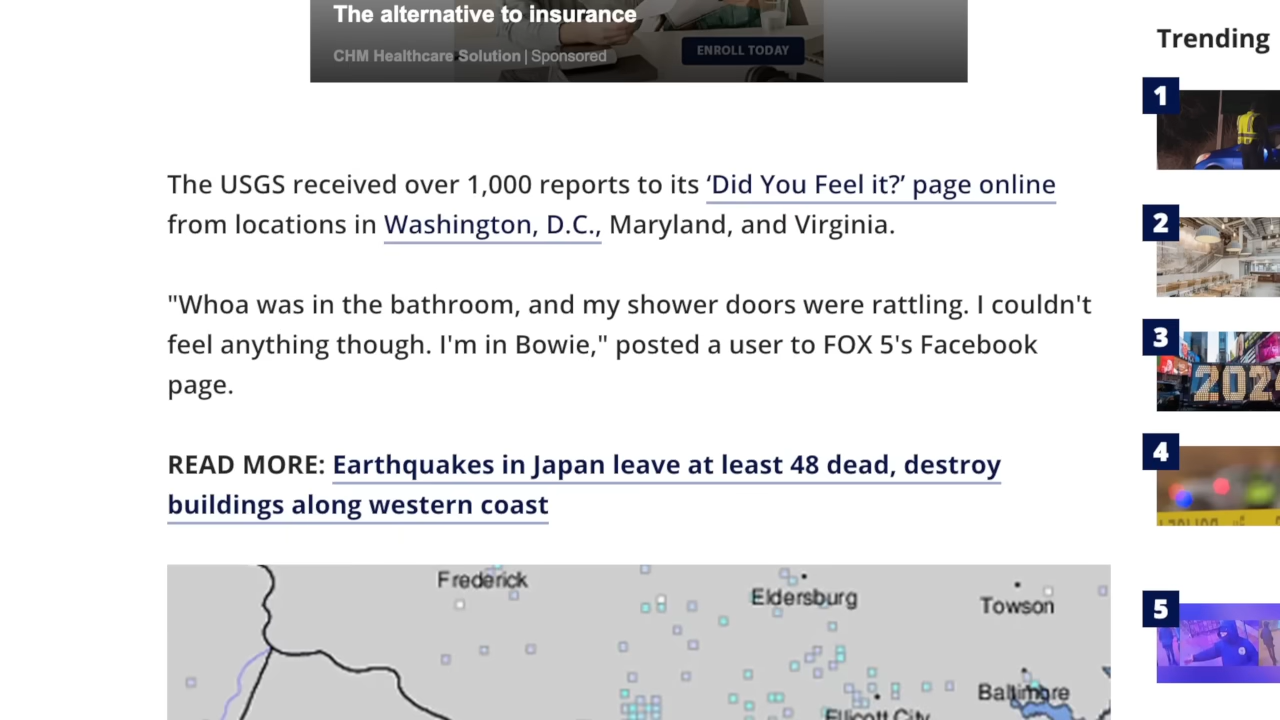 The alternative to insurance
CHM Healthcare Solution | Sponsored
ENROLL TODAY
Trending
1
2
3
4
5
The USGS received over 1,000 reports to its ‘Did You Feel it?’ page online
from locations in Washington, D.C., Maryland, and Virginia.
"Whoa was in the bathroom, and my shower doors were rattling. I couldn't
feel anything though. I'm in Bowie," posted a user to FOX 5's Facebook
page.
READ MORE: Earthquakes in Japan leave at least 48 dead, destroy
buildings along western coast
Frederick
Eldersburg
Towson
Baltimore
Ellicott City